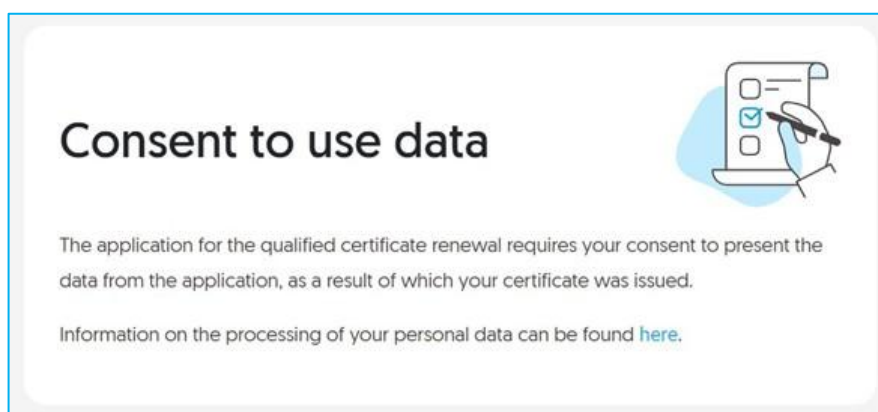 Consent to use data
The application for the qualified certificate renewal requires your consent to present the
data from the application, as a result of which your certificate was issued.
Information on the processing of your personal data can be found here.